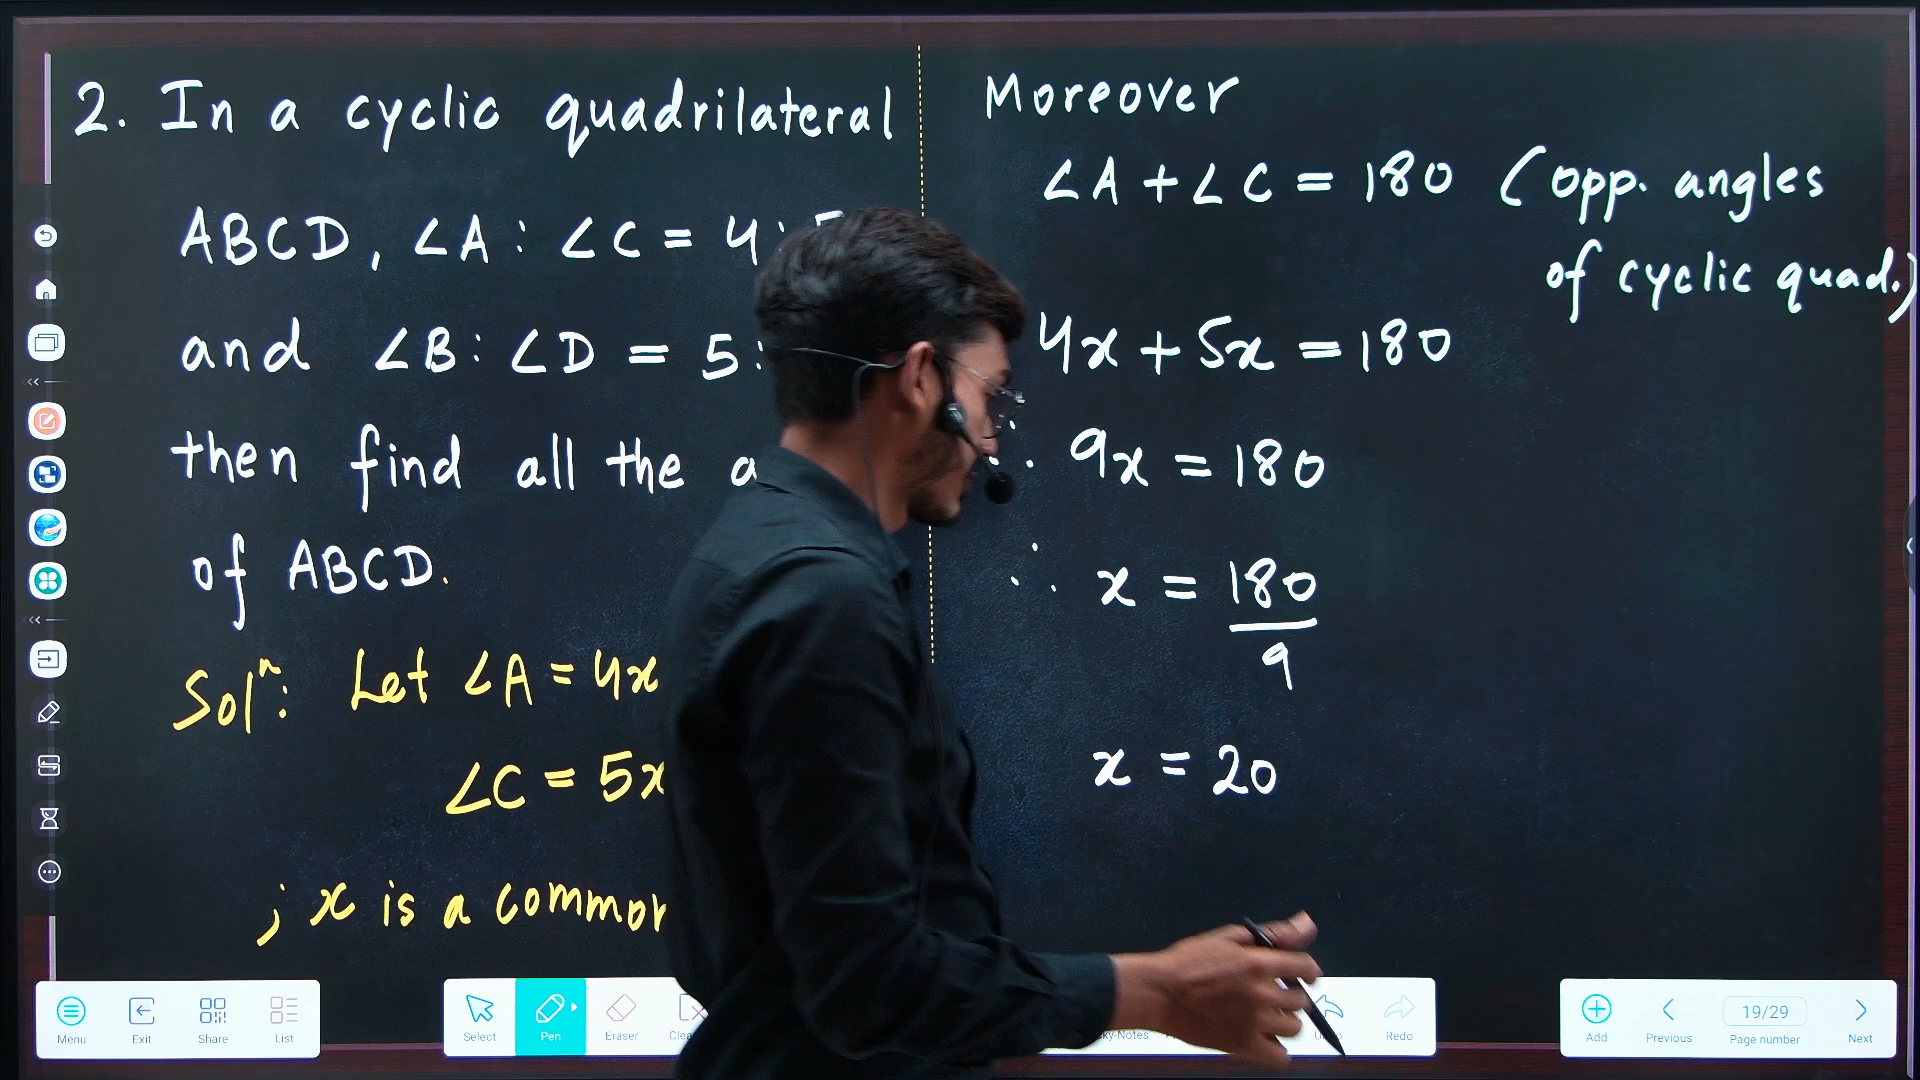 2. In a cyclic quadrilateral
ABCD, ∠A : ∠C = 4 :
and ∠B : ∠D = 5 :
then find all the
of ABCD.
Solⁿ: Let ∠A = 4x
∠C = 5x
; x is a common
Moreover
∠A + ∠C = 180 (opp. angles
of cyclic quad.)
4x + 5x = 180
∴ 9x = 180
∴ x = 180/9
x = 20
Menu
Exit
Share
List
Select
Pen
Eraser
Redo
Add
Previous
19/29
Page number
Next